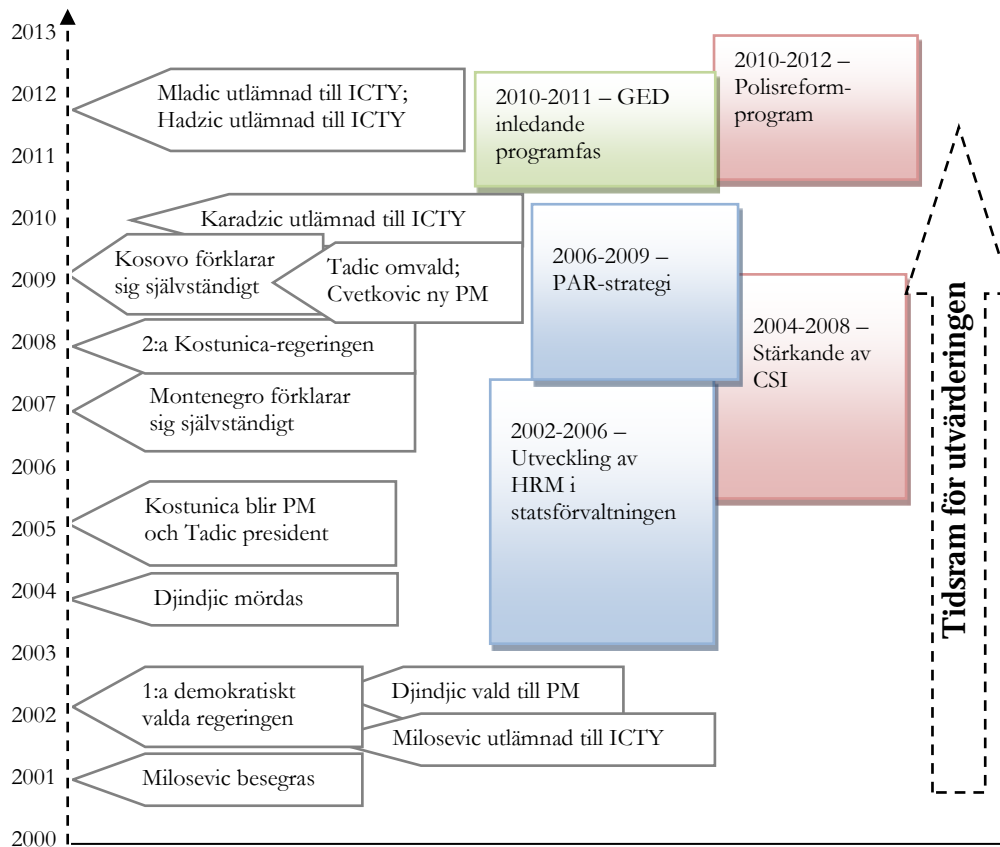 2013
2012
2011
2010
2009
2008
2007
2006
2005
2004
2003
2002
2001
2000
Mladic utlämnad till ICTY;
Hadzic utlämnad till ICTY
2010-2011 – GED
inledande
programfas
2010-2012 –
Polisreform-
program
Karadzic utlämnad till ICTY
Kosovo förklarar
sig självständigt
Tadic omvald;
Cvetkovic ny PM
2006-2009 –
PAR-strategi
2004-2008 –
Stärkande av
CSI
2:a Kostunica-regeringen
Montenegro förklarar
sig självständigt
2002-2006 –
Utveckling av
HRM i
statsförvaltningen
Kostunica blir PM
och Tadic president
Djindjic mördas
1:a demokratiskt
valda regeringen
Djindjic vald till PM
Milosevic utlämnad till ICTY
Milosevic besegras
Tidsram för utvärderingen